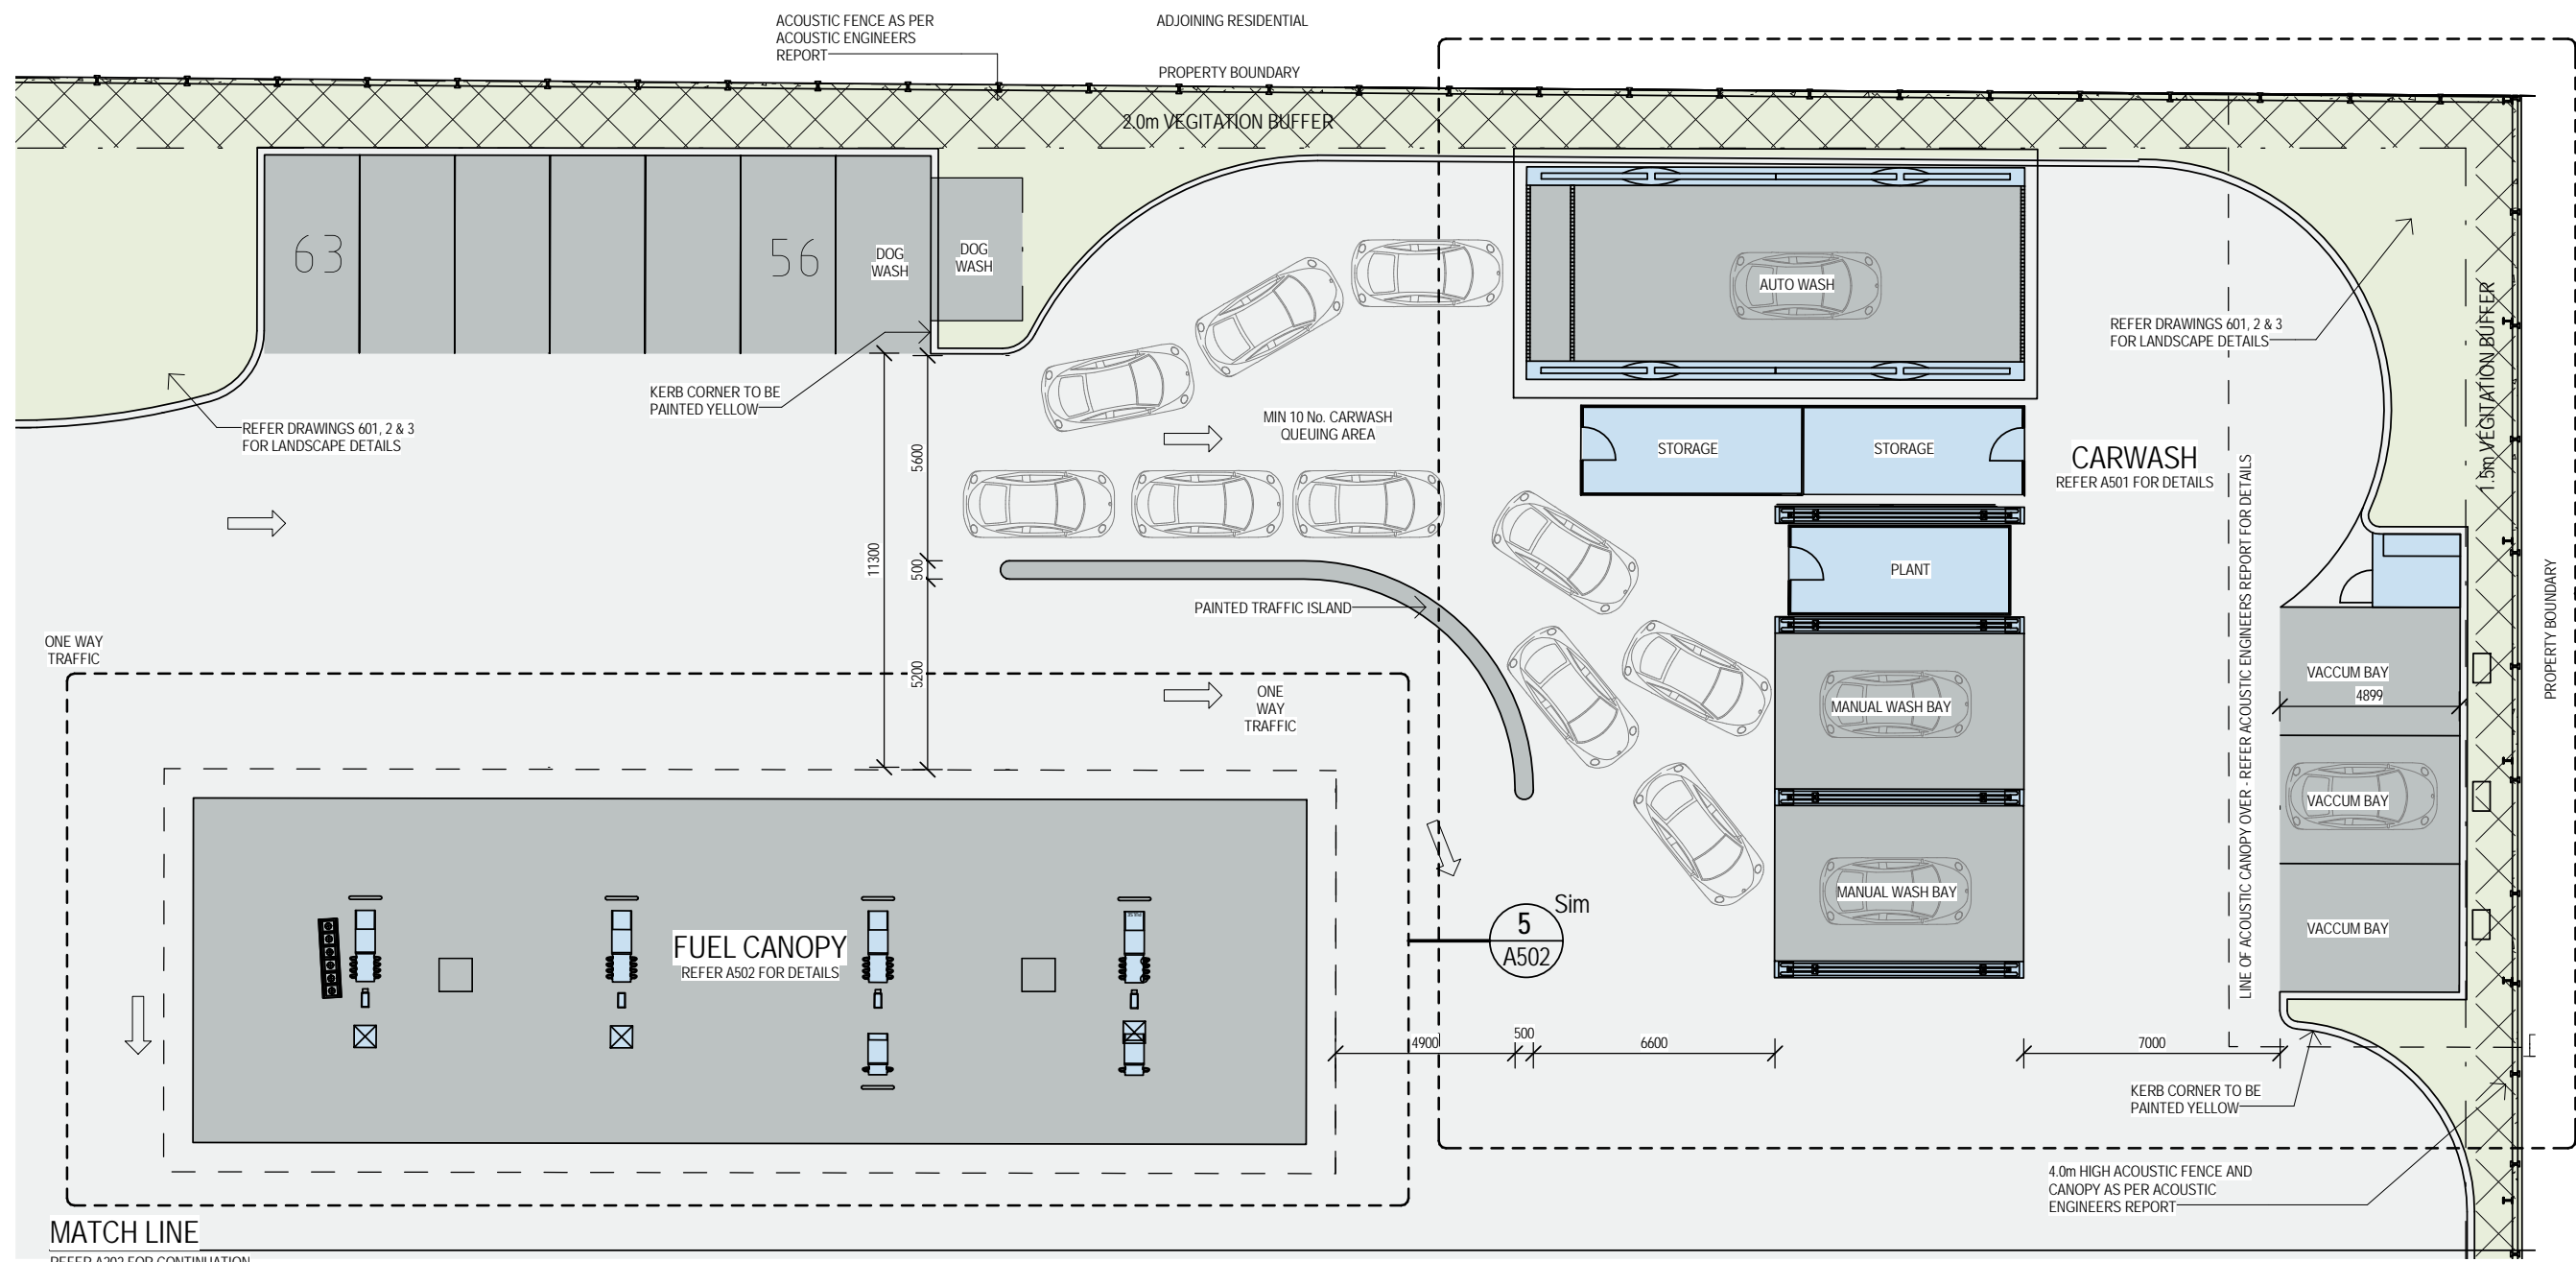 ACOUSTIC FENCE AS PER
ACOUSTIC ENGINEERS
REPORT
ADJOINING RESIDENTIAL
PROPERTY BOUNDARY
2.0m VEGITATION BUFFER
63
56
DOG
WASH
DOG
WASH
AUTO WASH
REFER DRAWINGS 601, 2 & 3
FOR LANDSCAPE DETAILS
1.5m VEGITATION BUFFER
KERB CORNER TO BE
PAINTED YELLOW
REFER DRAWINGS 601, 2 & 3
FOR LANDSCAPE DETAILS
MIN 10 No. CARWASH
QUEUING AREA
STORAGE
STORAGE
CARWASH
REFER A501 FOR DETAILS
5600
11300
500
5200
PLANT
PAINTED TRAFFIC ISLAND
LINE OF ACOUSTIC CANOPY OVER - REFER ACOUSTIC ENGINEERS REPORT FOR DETAILS
PROPERTY BOUNDARY
ONE WAY
TRAFFIC
ONE
WAY
TRAFFIC
MANUAL WASH BAY
VACCUM BAY
4899
VACCUM BAY
MANUAL WASH BAY
VACCUM BAY
5
A502
Sim
FUEL CANOPY
REFER A502 FOR DETAILS
4900
500
6600
7000
KERB CORNER TO BE
PAINTED YELLOW
4.0m HIGH ACOUSTIC FENCE AND
CANOPY AS PER ACOUSTIC
ENGINEERS REPORT
MATCH LINE